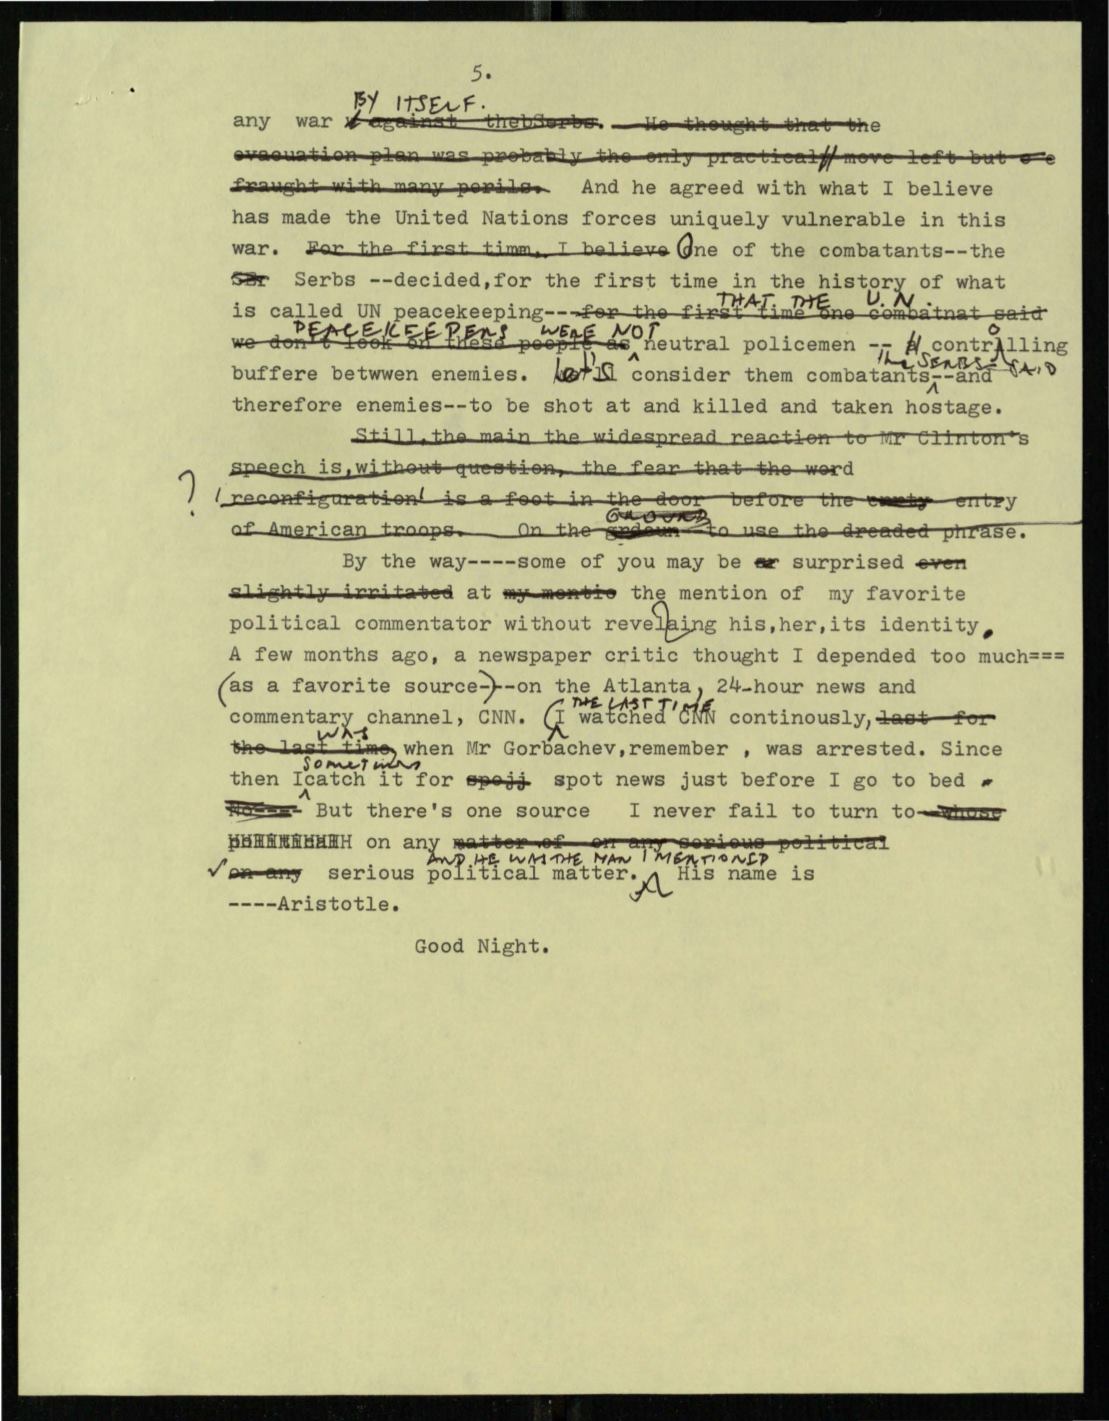 5.
BY ITSELF.
any war against thebSerbs. He thought that the
evacuation plan was probably the only practical move left but
fraught with many perils. And he agreed with what I believe
has made the United Nations forces uniquely vulnerable in this
war. For the first timm, I believe One of the combatants--the
SBr Serbs --decided,for the first time in the history of what
THAT THE U.N.
is called UN peacekeeping---for the first time one combatnat said
PEACEKEEPERS WERE NOT
we don't look on these people as neutral policemen -- controlling
The SERBS SAID
buffere betwwen enemies. Let's consider them combatants--and
therefore enemies--to be shot at and killed and taken hostage.
Still,the main the widespread reaction to Mr Clinton's
speech is,without question, the fear that the word
? 'reconfiguration' is a foot in the door before the entry
GROUND
of American troops. On the to use the dreaded phrase.
By the way----some of you may be or surprised even
slightly irritated at my mentio the mention of my favorite
political commentator without revelaing his,her,its identity.
A few months ago, a newspaper critic thought I depended too much===
(as a favorite source-)--on the Atlanta, 24-hour news and
THE LAST TIME
commentary channel, CNN. (I watched CNN continously, last for
WAS
the last time, when Mr Gorbachev,remember , was arrested. Since
sometimes
then Icatch it for spojj spot news just before I go to bed
No---- But there's one source I never fail to turn to--whose
on any matter of on any serious political
AND HE WAS THE MAN I MENTIONED
on any serious political matter. His name is
----Aristotle.
Good Night.